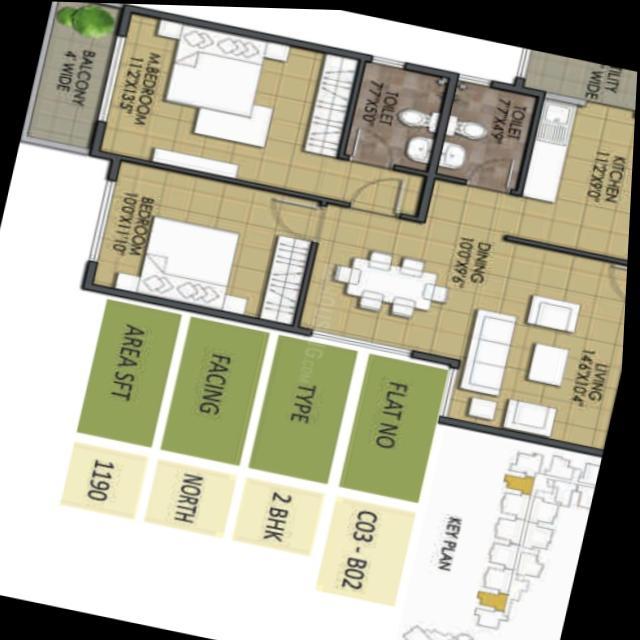 BALCONY
4' WIDE
M.BEDROOM
11'2"X13'5"
TOILET
7'7"X5'0"
TOILET
7'7"X4'9"
WIDE
KITCHEN
11'2"X9'0"
BEDROOM
10'0"X11'10"
DINING
10'0"X9'6"
LIVING
14'6"X10'4"
FLAT NO
C03 - B02
TYPE
2 BHK
FACING
NORTH
AREA SFT
1190
KEY PLAN